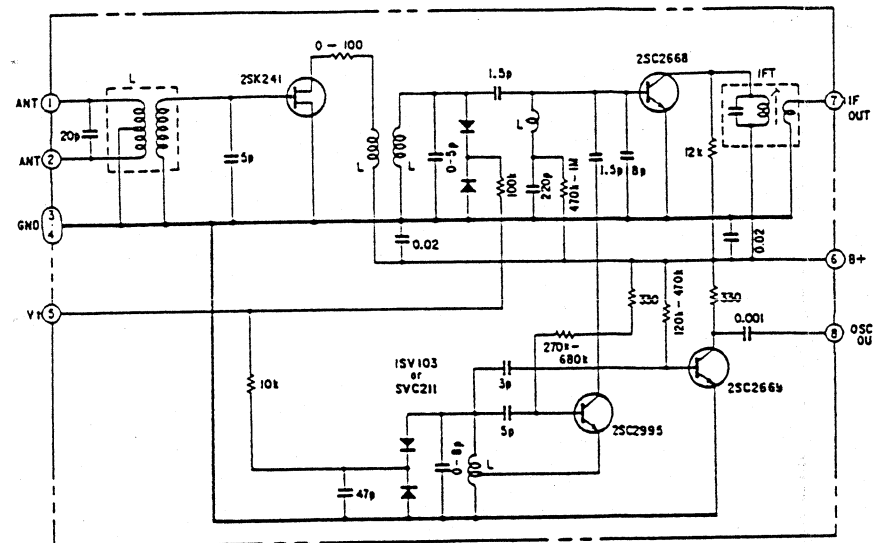 0 - 100
2SK241
L
ANT 1
20p
ANT 2
5p
L
L
0-5p
1.5p
L
100k
220p
470k-1M
1.5p
8p
2SC2668
12k
IFT
7 IF
OUT
GND 3
4
0.02
0.02
6 B+
Vt 5
330
120k-470k
330
0.001
8 OSC
OU
270k-
680k
1SV103
or
SVC211
10k
3p
5p
2SC2669
2SC2995
0-8p
L
47p